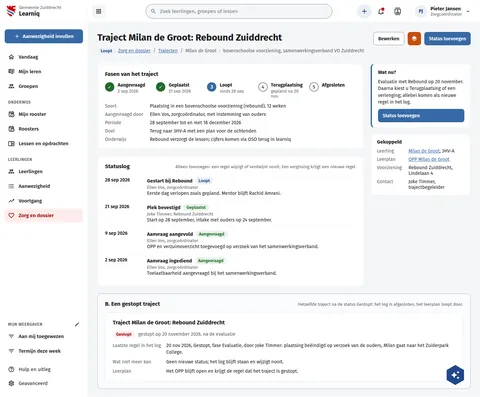 Gemeente Zuiddrecht
Learniq
Zoek leerlingen, groepen of lessen
PJ
Pieter Jansen
Zorgcoördinator
+ Aanwezigheid invullen
Vandaag
Mijn leren
Groepen
ONDERWIJS
Mijn rooster
Roosters
Lessen en opdrachten
LEERLINGEN
Leerlingen
Aanwezigheid
Voortgang
Zorg en dossier
MIJN WEERGAVEN
Aan mij toegewezen
Termijn deze week
Hulp en uitleg
Geavanceerd
Traject Milan de Groot: Rebound Zuiddrecht
Bewerken
Status toevoegen
Loopt Zorg en dossier / Trajecten / Milan de Groot - bovenschoolse voorziening, samenwerkingsverband VO Zuiddrecht
Fasen van het traject
Aangevraagd
2 sep 2026
Geplaatst
21 sep 2026
3 Loopt
sinds 28 sep
4 Terugplaatsing
gepland na 20 nov
5 Afgesloten
Soort Plaatsing in een bovenschoolse voorziening (rebound), 12 weken
Aangevraagd door Ellen Vos, zorgcoördinator, met instemming van ouders
Periode 28 september tot en met 18 december 2026
Doel Terug naar 3HV-A met een plan voor de ochtenden
Onderwijs Rebound verzorgt de lessen; cijfers komen via OSO terug in learniq
Statuslog
Alleen toevoegen: een regel wijzigt of verdwijnt nooit. Een vergissing krijgt een nieuwe regel.
28 sep 2026 Gestart bij Rebound Loopt
Ellen Vos, zorgcoördinator
Eerste dag verlopen zoals gepland. Mentor blijft Rachid Amrani.
21 sep 2026 Plek bevestigd Geplaatst
Joke Timmer, Rebound Zuiddrecht
Start op 28 september, intake met ouders op 24 september.
9 sep 2026 Aanvraag aangevuld Aangevraagd
Ellen Vos, zorgcoördinator
OPP en verzuimoverzicht toegevoegd op verzoek van het samenwerkingsverband.
2 sep 2026 Aanvraag ingediend Aangevraagd
Ellen Vos, zorgcoördinator
Toelaatbaarheid aangevraagd bij het samenwerkingsverband.
Wat nu?
Evaluatie met Rebound op 20 november. Daarna kiest u Terugplaatsing of een verlenging; allebei komen als nieuwe regel in het log.
Status toevoegen
Gekoppeld
Leerling Milan de Groot, 3HV-A
Leerplan OPP Milan de Groot
Voorziening Rebound Zuiddrecht, Lindelaan 4
Contact Joke Timmer, trajectbegeleider
B. Een gestopt traject
Hetzelfde traject na de status Gestopt: het log is afgesloten, het leerplan loopt door.
Traject Milan de Groot: Rebound Zuiddrecht
Gestopt gestopt op 20 november 2026, na de evaluatie
Laatste regel in het log 20 nov 2026, Gestopt, fase Evaluatie, door Joke Timmer: plaatsing beëindigd op verzoek van de ouders, Milan gaat naar het Zuiderpark College.
Wat niet meer kan Geen nieuwe status; het log blijft staan en wijzigt nooit.
Leerplan Het OPP blijft open en krijgt de regel dat het traject is gestopt.